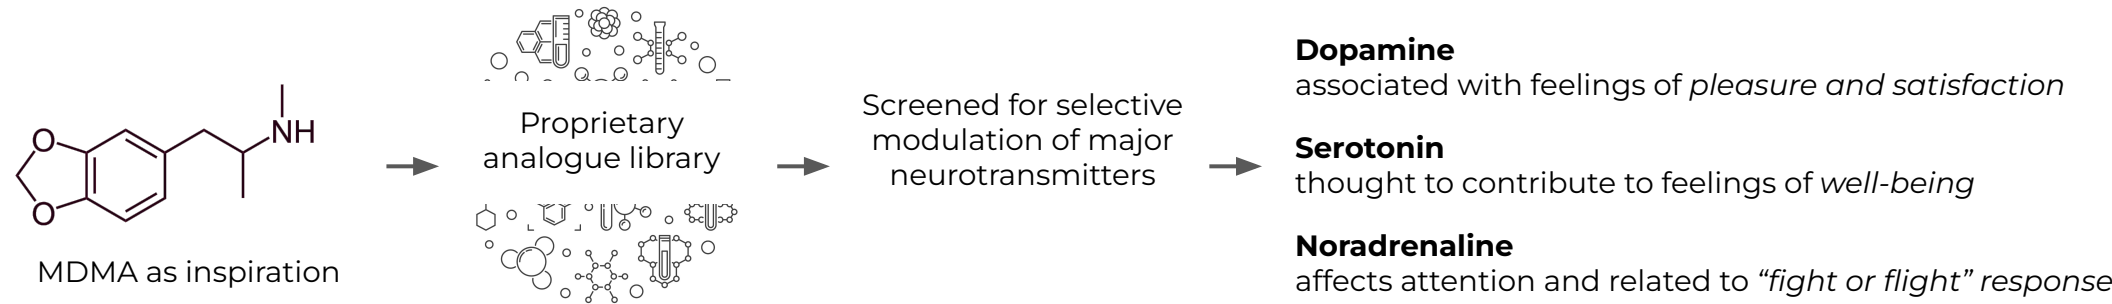 O
O
NH
MDMA as inspiration
Proprietary
analogue library
Screened for selective
modulation of major
neurotransmitters
Dopamine
associated with feelings of pleasure and satisfaction
Serotonin
thought to contribute to feelings of well-being
Noradrenaline
affects attention and related to “fight or flight” response